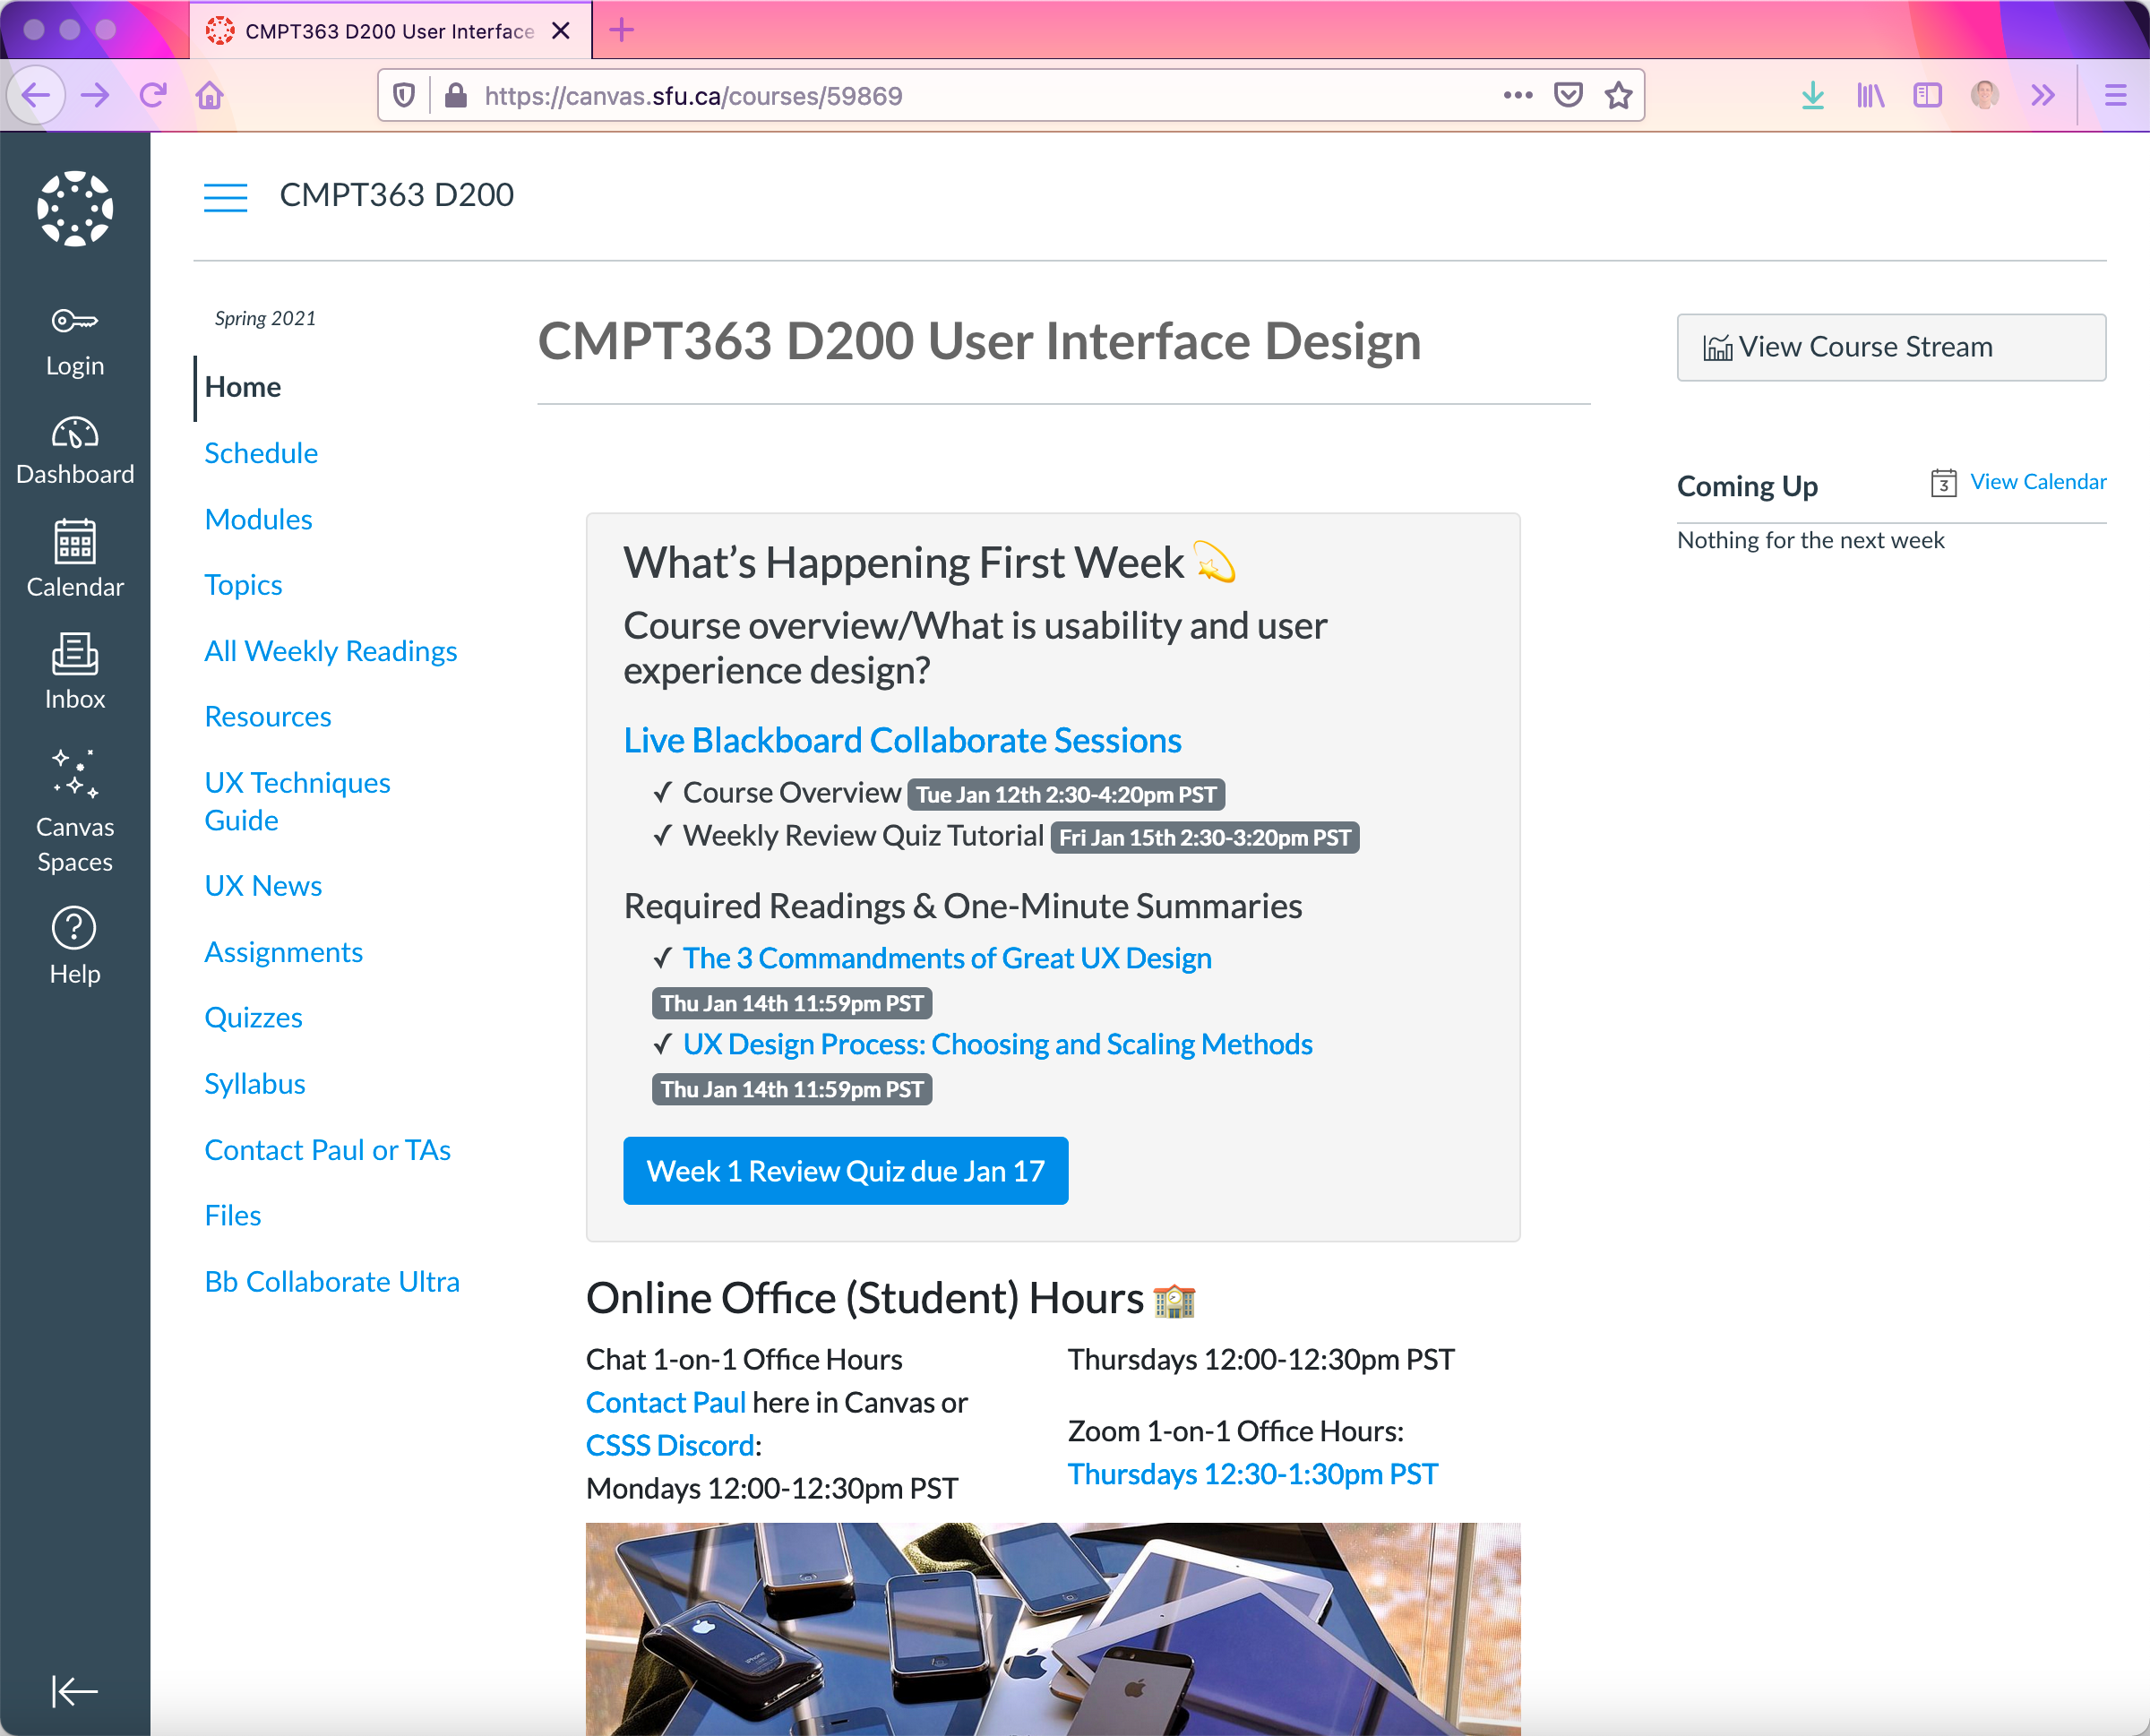 CMPT363 D200 User Interface
https://canvas.sfu.ca/courses/59869
CMPT363 D200
Login
Dashboard
Calendar
Inbox
Canvas
Spaces
Help
Spring 2021
Home
Schedule
Modules
Topics
All Weekly Readings
Resources
UX Techniques
Guide
UX News
Assignments
Quizzes
Syllabus
Contact Paul or TAs
Files
Bb Collaborate Ultra
CMPT363 D200 User Interface Design
What’s Happening First Week 💫
Course overview/What is usability and user
experience design?
Live Blackboard Collaborate Sessions
✓ Course Overview Tue Jan 12th 2:30-4:20pm PST
✓ Weekly Review Quiz Tutorial Fri Jan 15th 2:30-3:20pm PST
Required Readings & One-Minute Summaries
✓ The 3 Commandments of Great UX Design
Thu Jan 14th 11:59pm PST
✓ UX Design Process: Choosing and Scaling Methods
Thu Jan 14th 11:59pm PST
Week 1 Review Quiz due Jan 17
Online Office (Student) Hours 🏫
Chat 1-on-1 Office Hours
Contact Paul here in Canvas or
CSSS Discord:
Mondays 12:00-12:30pm PST
Thursdays 12:00-12:30pm PST
Zoom 1-on-1 Office Hours:
Thursdays 12:30-1:30pm PST
View Course Stream
Coming Up
3
View Calendar
Nothing for the next week